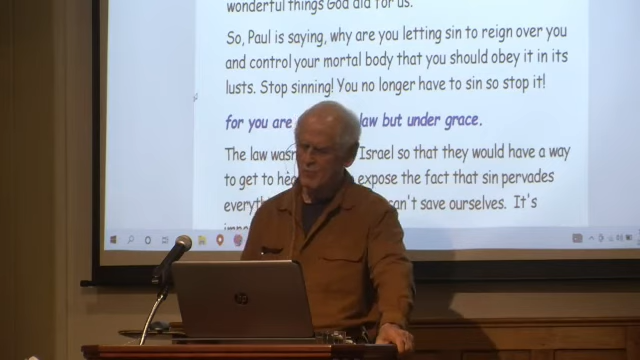 wonderful things God did for us.
So, Paul is saying, why are you letting sin to reign over you
and control your mortal body that you should obey it in its
lusts. Stop sinning! You no longer have to sin so stop it!
for you are law but under grace.
The law wasn Israel so that they would have a way
to get to expose the fact that sin pervades
can't save ourselves. It's
hp